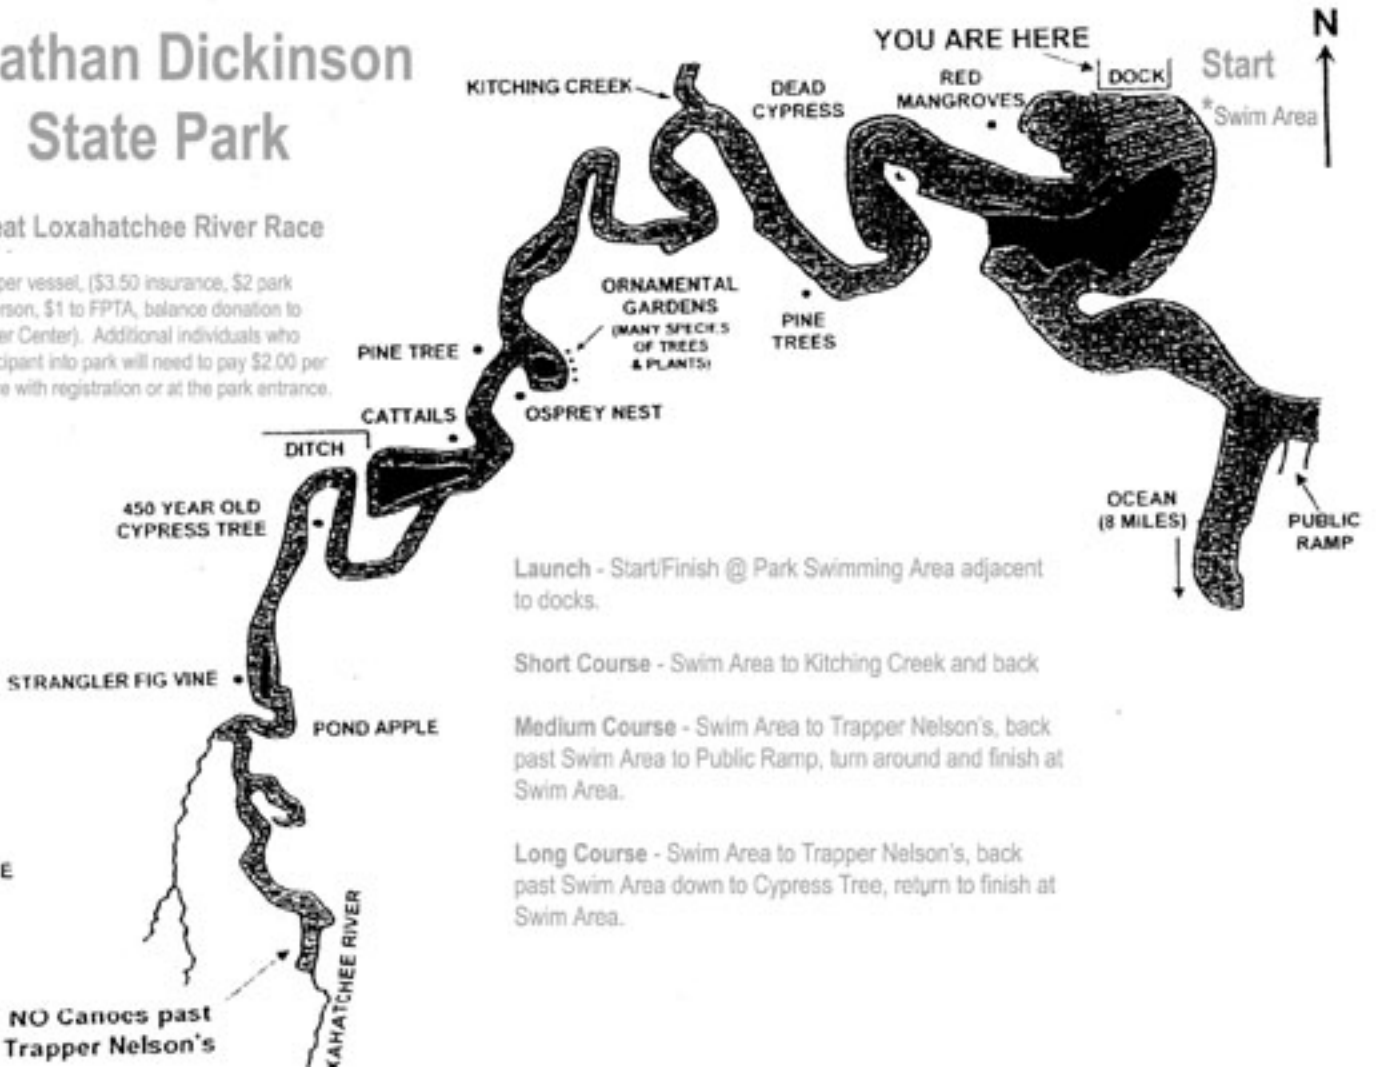 athan Dickinson
State Park
eat Loxahatchee River Race
per vessel, ($3.50 insurance, $2 park
erson, $1 to FPTA, balance donation to
er Center). Additional individuals who
cipant into park will need to pay $2.00 per
e with registration or at the park entrance.
YOU ARE HERE
N
DOCK
Start
*Swim Area
KITCHING CREEK
DEAD
CYPRESS
RED
MANGROVES
ORNAMENTAL
GARDENS
(MANY SPECIES
OF TREES
& PLANTS)
PINE
TREES
PINE TREE
CATTAILS
OSPREY NEST
DITCH
450 YEAR OLD
CYPRESS TREE
OCEAN
(8 MILES)
PUBLIC
RAMP
STRANGLER FIG VINE
POND APPLE
Launch - Start/Finish @ Park Swimming Area adjacent
to docks.
Short Course - Swim Area to Kitching Creek and back
Medium Course - Swim Area to Trapper Nelson's, back
past Swim Area to Public Ramp, turn around and finish at
Swim Area.
Long Course - Swim Area to Trapper Nelson's, back
past Swim Area down to Cypress Tree, return to finish at
Swim Area.
E
XAHATCHEE RIVER
NO Canoes past
Trapper Nelson's